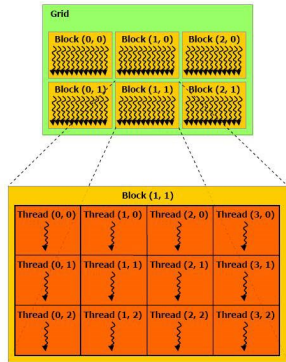 Grid
Block (0, 0) Block (1, 0) Block (2, 0)
Block (0, 1) Block (1, 1) Block (2, 1)
Block (1, 1)
Thread (0, 0) Thread (1, 0) Thread (2, 0) Thread (3, 0)
Thread (0, 1) Thread (1, 1) Thread (2, 1) Thread (3, 1)
Thread (0, 2) Thread (1, 2) Thread (2, 2) Thread (3, 2)